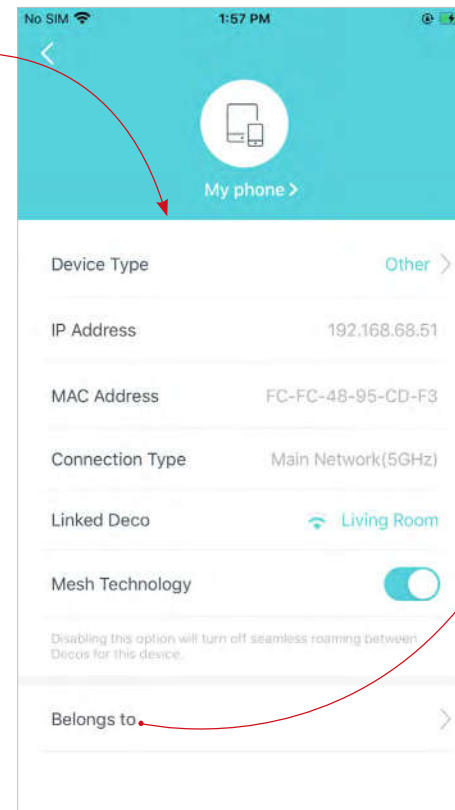 No SIM 1:57 PM
My phone >
Device Type Other >
IP Address 192.168.68.51
MAC Address FC-FC-48-95-CD-F3
Connection Type Main Network(5GHz)
Linked Deco Living Room
Mesh Technology
Disabling this option will turn off seamless roaming between
Decos for this device.
Belongs to >